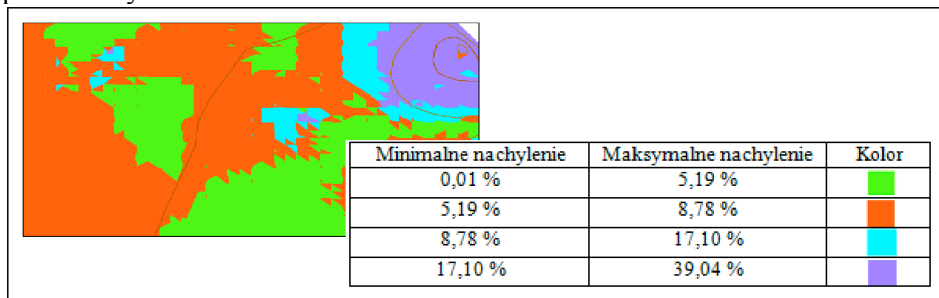 Minimalne nachylenie Maksymalne nachylenie Kolor
0,01 % 5,19 %
5,19 % 8,78 %
8,78 % 17,10 %
17,10 % 39,04 %